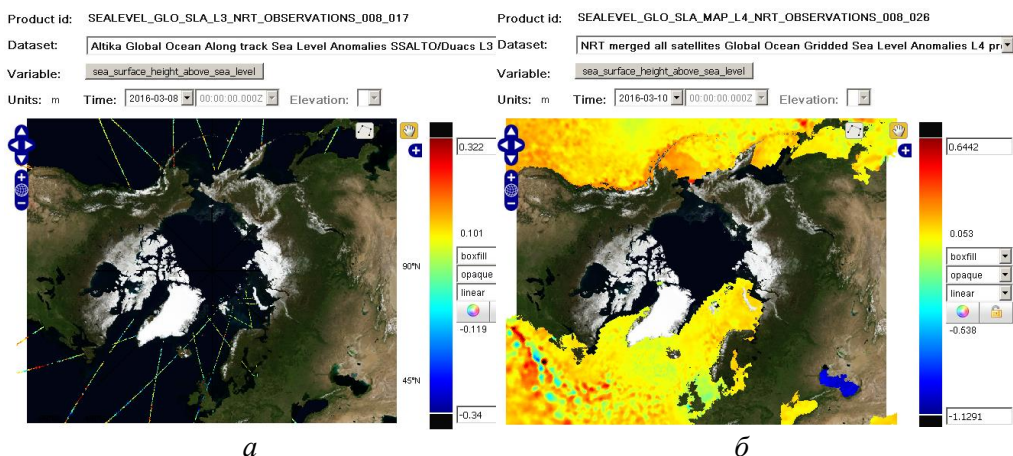 Product id: SEALEVEL_GLO_SLA_L3_NRT_OBSERVATIONS_008_017
Dataset: Altika Global Ocean Along track Sea Level Anomalies SSALTO/Duacs L3
Variable: sea_surface_height_above_sea_level
Units: m Time: 2016-03-08 00:00:00.000Z Elevation:
0.322
0.101
90°N
boxfill
opaque
linear
-0.119
45°N
-0.34
а
Product id: SEALEVEL_GLO_SLA_MAP_L4_NRT_OBSERVATIONS_008_026
Dataset: NRT merged all satellites Global Ocean Gridded Sea Level Anomalies L4 pr
Variable: sea_surface_height_above_sea_level
Units: m Time: 2016-03-10 00:00:00.000Z Elevation:
0.6442
0.053
boxfill
opaque
linear
-0.538
-1.1291
б